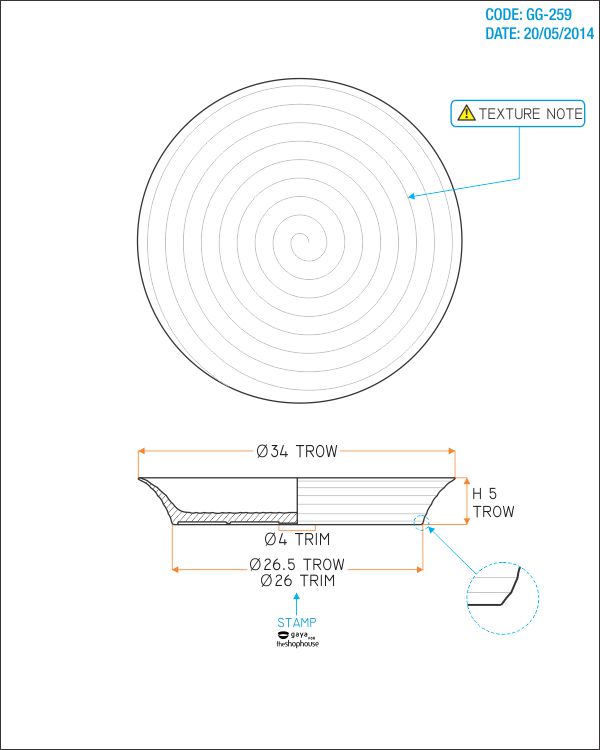 CODE: GG-259
DATE: 20/05/2014
TEXTURE NOTE
Ø34 TROW
H 5
TROW
Ø4 TRIM
Ø26.5 TROW
Ø26 TRIM
STAMP
gaya FOR
theshophouse